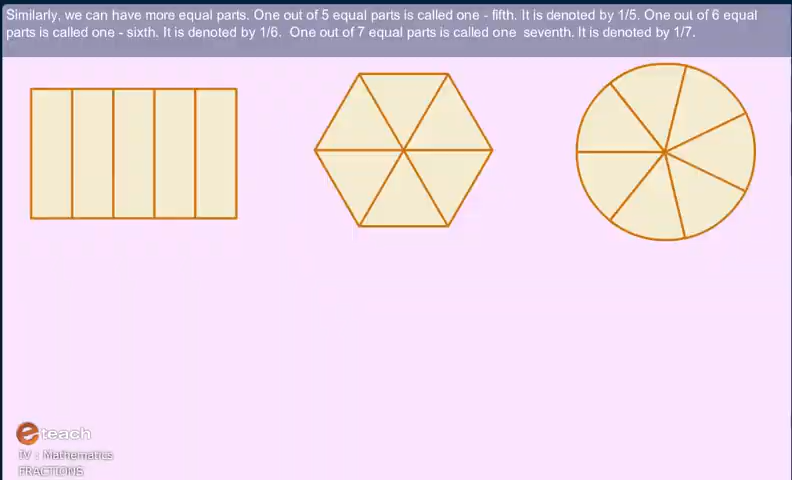 Similarly, we can have more equal parts. One out of 5 equal parts is called one - fifth. It is denoted by 1/5. One out of 6 equal
parts is called one - sixth. It is denoted by 1/6.  One out of 7 equal parts is called one  seventh. It is denoted by 1/7.
e teach
IV : Mathematics
FRACTIONS